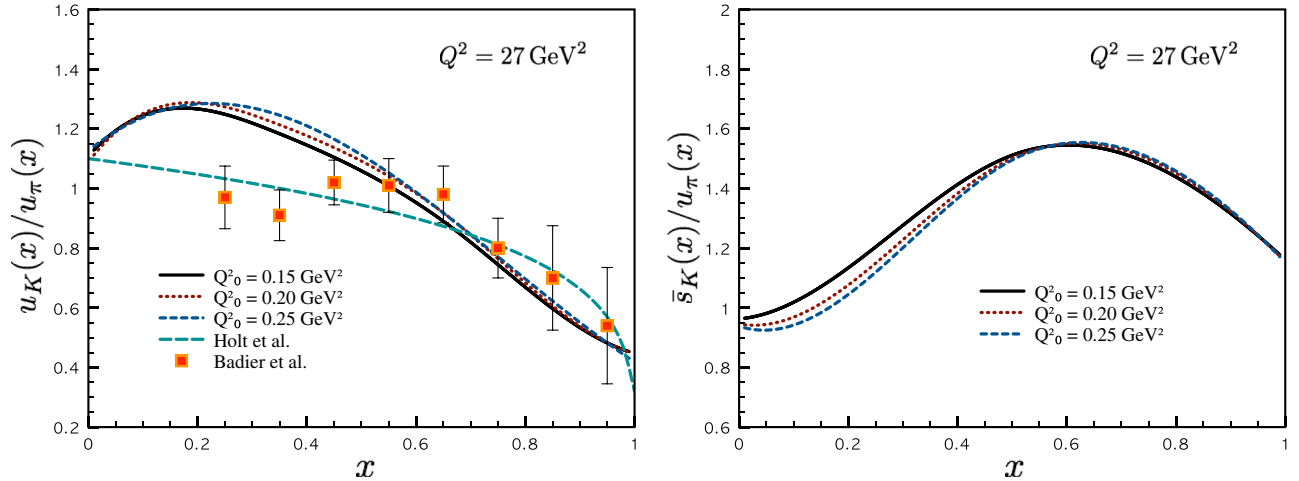 1.6
1.4
1.2
1
0.8
0.6
0.4
0.2
u_K(x)/u_π(x)
Q² = 27 GeV²
Q²₀ = 0.15 GeV²
Q²₀ = 0.20 GeV²
Q²₀ = 0.25 GeV²
Holt et al.
Badier et al.
0 0.2 0.4 0.6 0.8 1
x
2
1.8
1.6
1.4
1.2
1
0.8
0.6
s̄_K(x)/u_π(x)
Q² = 27 GeV²
Q²₀ = 0.15 GeV²
Q²₀ = 0.20 GeV²
Q²₀ = 0.25 GeV²
0 0.2 0.4 0.6 0.8 1
x